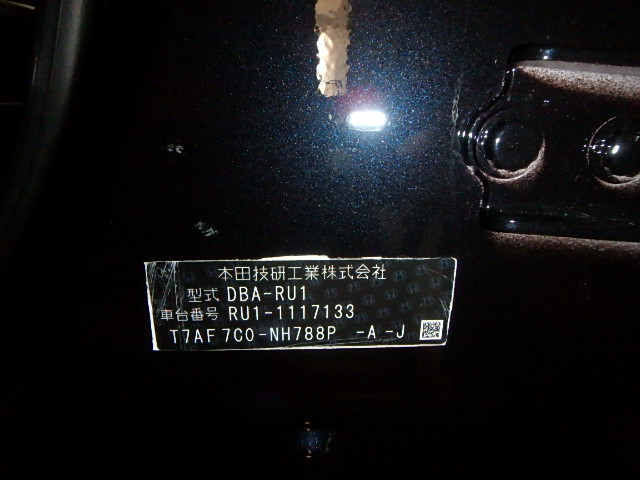 本田技研工業株式会社
型式 DBA-RU1
車台番号 RU1-1117133
T7AF 7C0-NH788P -A -J